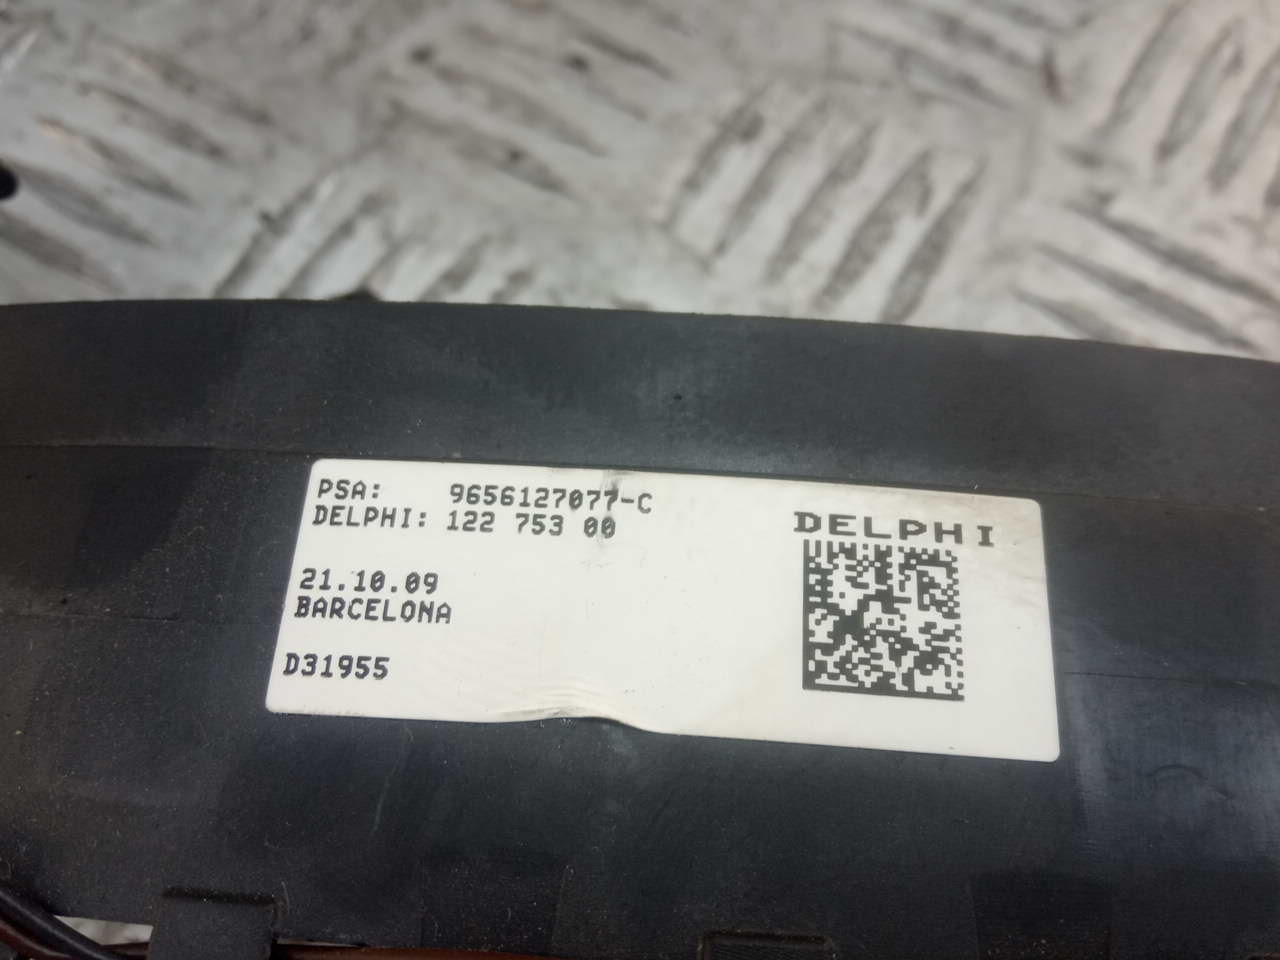 PSA: 9656127077-C
DELPHI: 122 753 00
DELPHI
21.10.09
BARCELONA
D31955